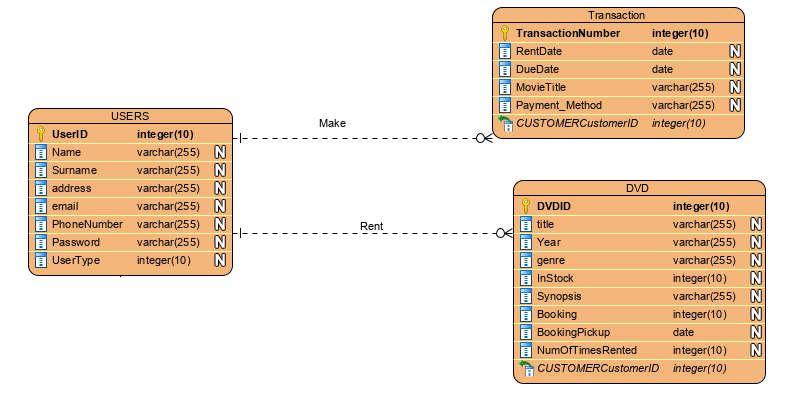 Transaction
TransactionNumber integer(10)
RentDate date N
DueDate date N
MovieTitle varchar(255) N
Payment_Method varchar(255) N
CUSTOMERCustomerID integer(10)
Make
USERS
UserID integer(10)
Name varchar(255) N
Surname varchar(255) N
address varchar(255) N
email varchar(255) N
PhoneNumber varchar(255) N
Password varchar(255) N
UserType integer(10) N
Rent
DVD
DVDID integer(10)
title varchar(255) N
Year varchar(255) N
genre varchar(255) N
InStock integer(10) N
Synopsis varchar(255) N
Booking integer(10) N
BookingPickup date N
NumOfTimesRented integer(10) N
CUSTOMERCustomerID integer(10)